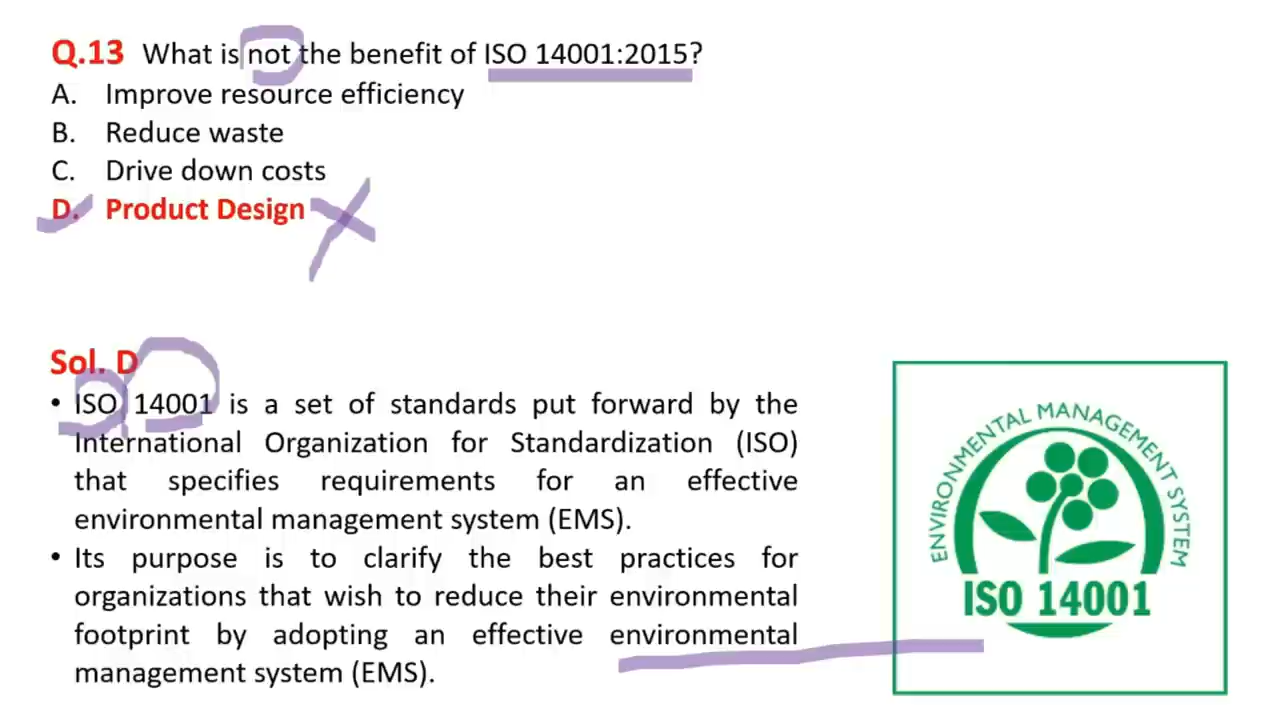 Q.13 What is not the benefit of ISO 14001:2015?
A. Improve resource efficiency
B. Reduce waste
C. Drive down costs
D. Product Design
Sol. D
• ISO 14001 is a set of standards put forward by the
International Organization for Standardization (ISO)
that specifies requirements for an effective
environmental management system (EMS).
• Its purpose is to clarify the best practices for
organizations that wish to reduce their environmental
footprint by adopting an effective environmental
management system (EMS).
ENVIRONMENTAL MANAGEMENT SYSTEM
ISO 14001